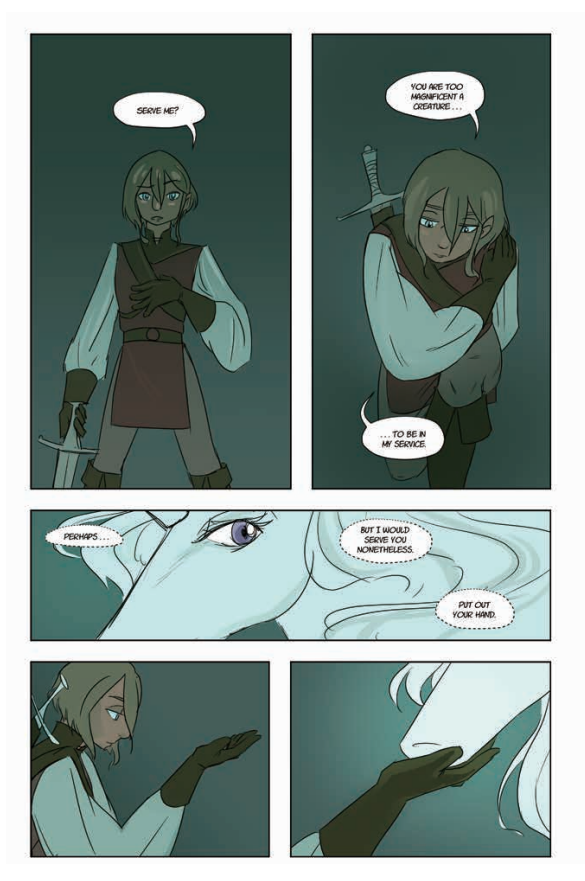 SERVE ME?
YOU ARE TOO
MAGNIFICENT A
CREATURE . . .
. . . TO BE IN
MY SERVICE.
PERHAPS . . .
BUT I WOULD
SERVE YOU
NONETHELESS.
PUT OUT
YOUR HAND.